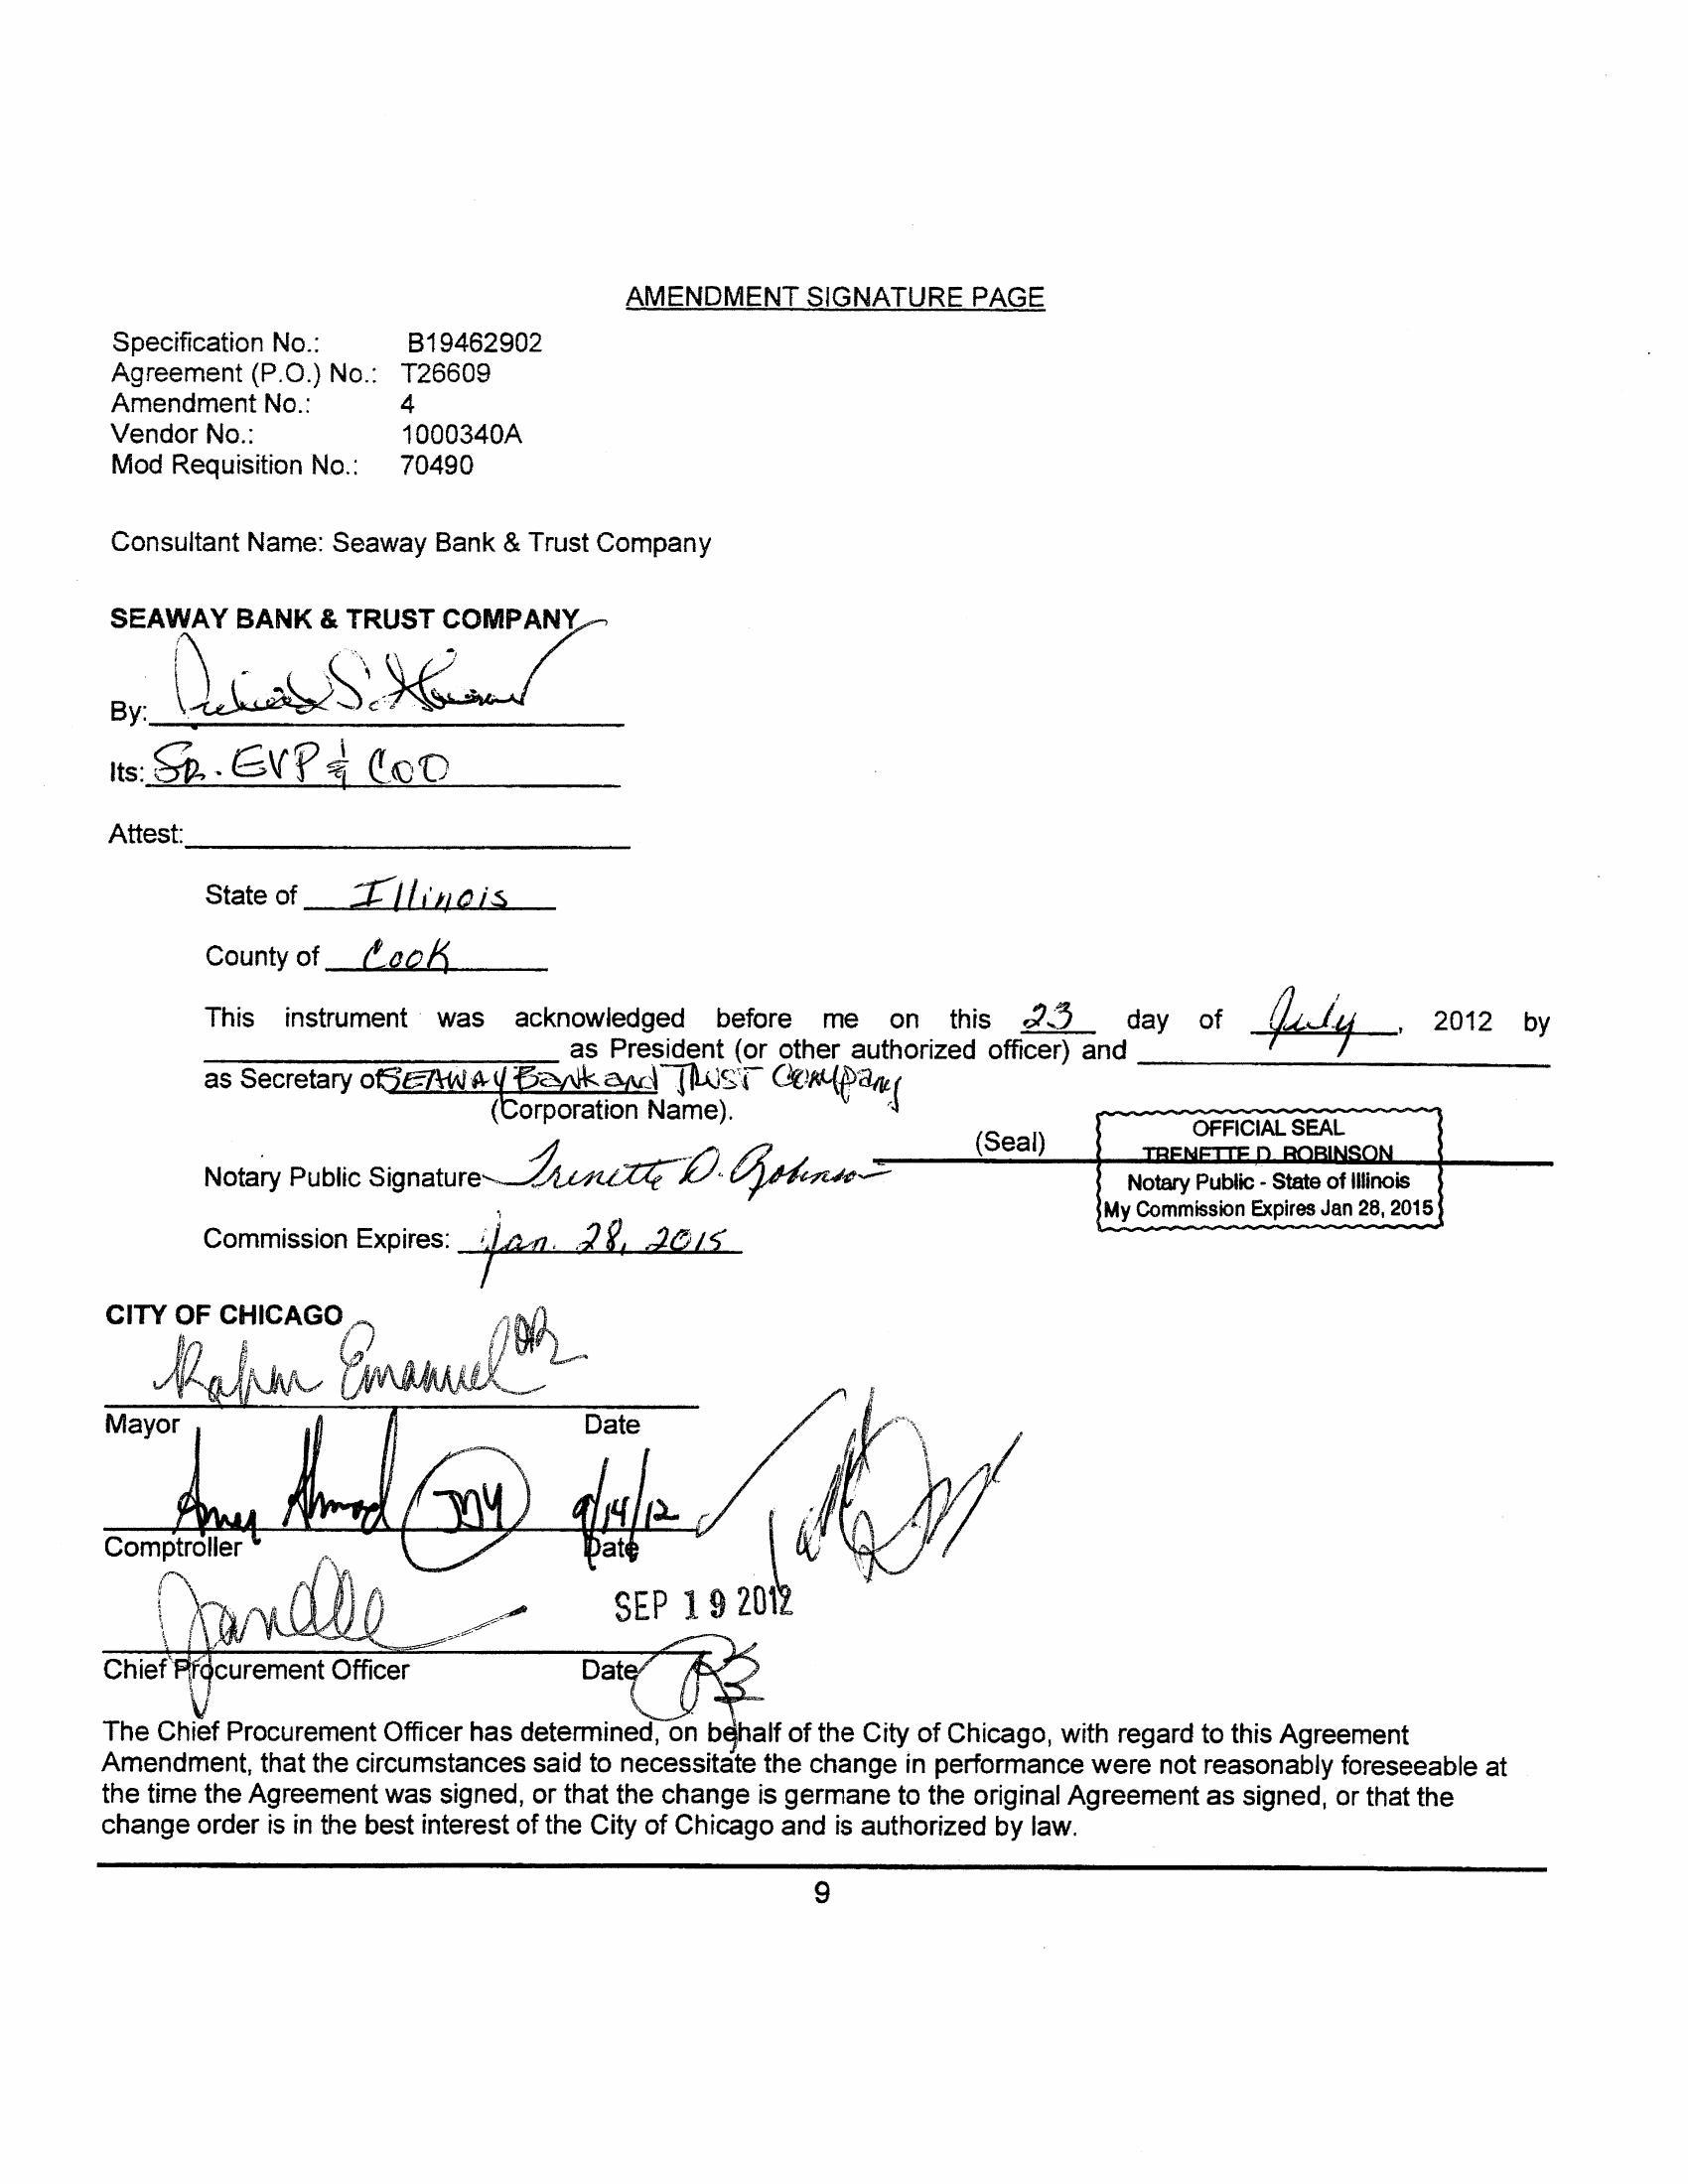 AMENDMENT SIGNATURE PAGE
Specification No.: B19462902
Agreement (P.O.) No.: T26609
Amendment No.: 4
Vendor No.: 1000340A
Mod Requisition No.: 70490
Consultant Name: Seaway Bank & Trust Company
SEAWAY BANK & TRUST COMPANY
By:
Its: SR. EVP & COO
Attest:
State of Illinois
County of Cook
This instrument was acknowledged before me on this 23 day of July, 2012 by
as President (or other authorized officer) and
as Secretary of SEAWAY Bank and TRUST Company
(Corporation Name).
(Seal)
OFFICIAL SEAL
TRENETTE D. ROBINSON
Notary Public - State of Illinois
My Commission Expires Jan 28, 2015
Notary Public Signature Trenette D. Robinson
Commission Expires: Jan. 28, 2015
CITY OF CHICAGO
Rahm Emanuel
Mayor Date
Amer Ahmad JMY 9/14/12
Comptroller Date
SEP 19 2012
Chief Procurement Officer Date
The Chief Procurement Officer has determined, on behalf of the City of Chicago, with regard to this Agreement
Amendment, that the circumstances said to necessitate the change in performance were not reasonably foreseeable at
the time the Agreement was signed, or that the change is germane to the original Agreement as signed, or that the
change order is in the best interest of the City of Chicago and is authorized by law.
9